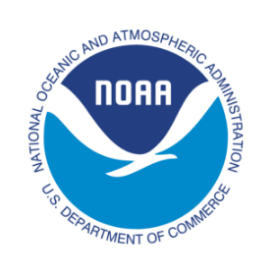 NATIONAL OCEANIC AND ATMOSPHERIC ADMINISTRATION
NOAA
U.S. DEPARTMENT OF COMMERCE